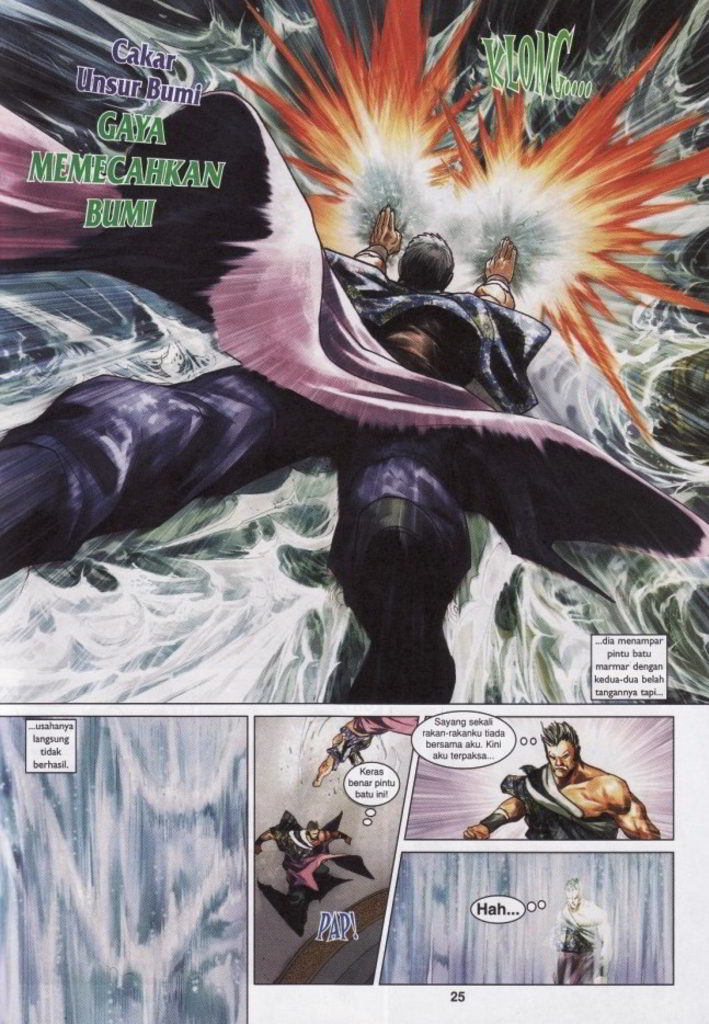 Cakar
Unsur Bumi
GAYA
MEMECAHKAN
BUMI
KLONG....
...dia menampar
pintu batu
marmar dengan
kedua-dua belah
tangannya tapi...
...usahanya
langsung
tidak
berhasil.
Keras
benar pintu
batu ini!
PAP!
Sayang sekali
rakan-rakanku tiada
bersama aku. Kini
aku terpaksa...
Hah...
25